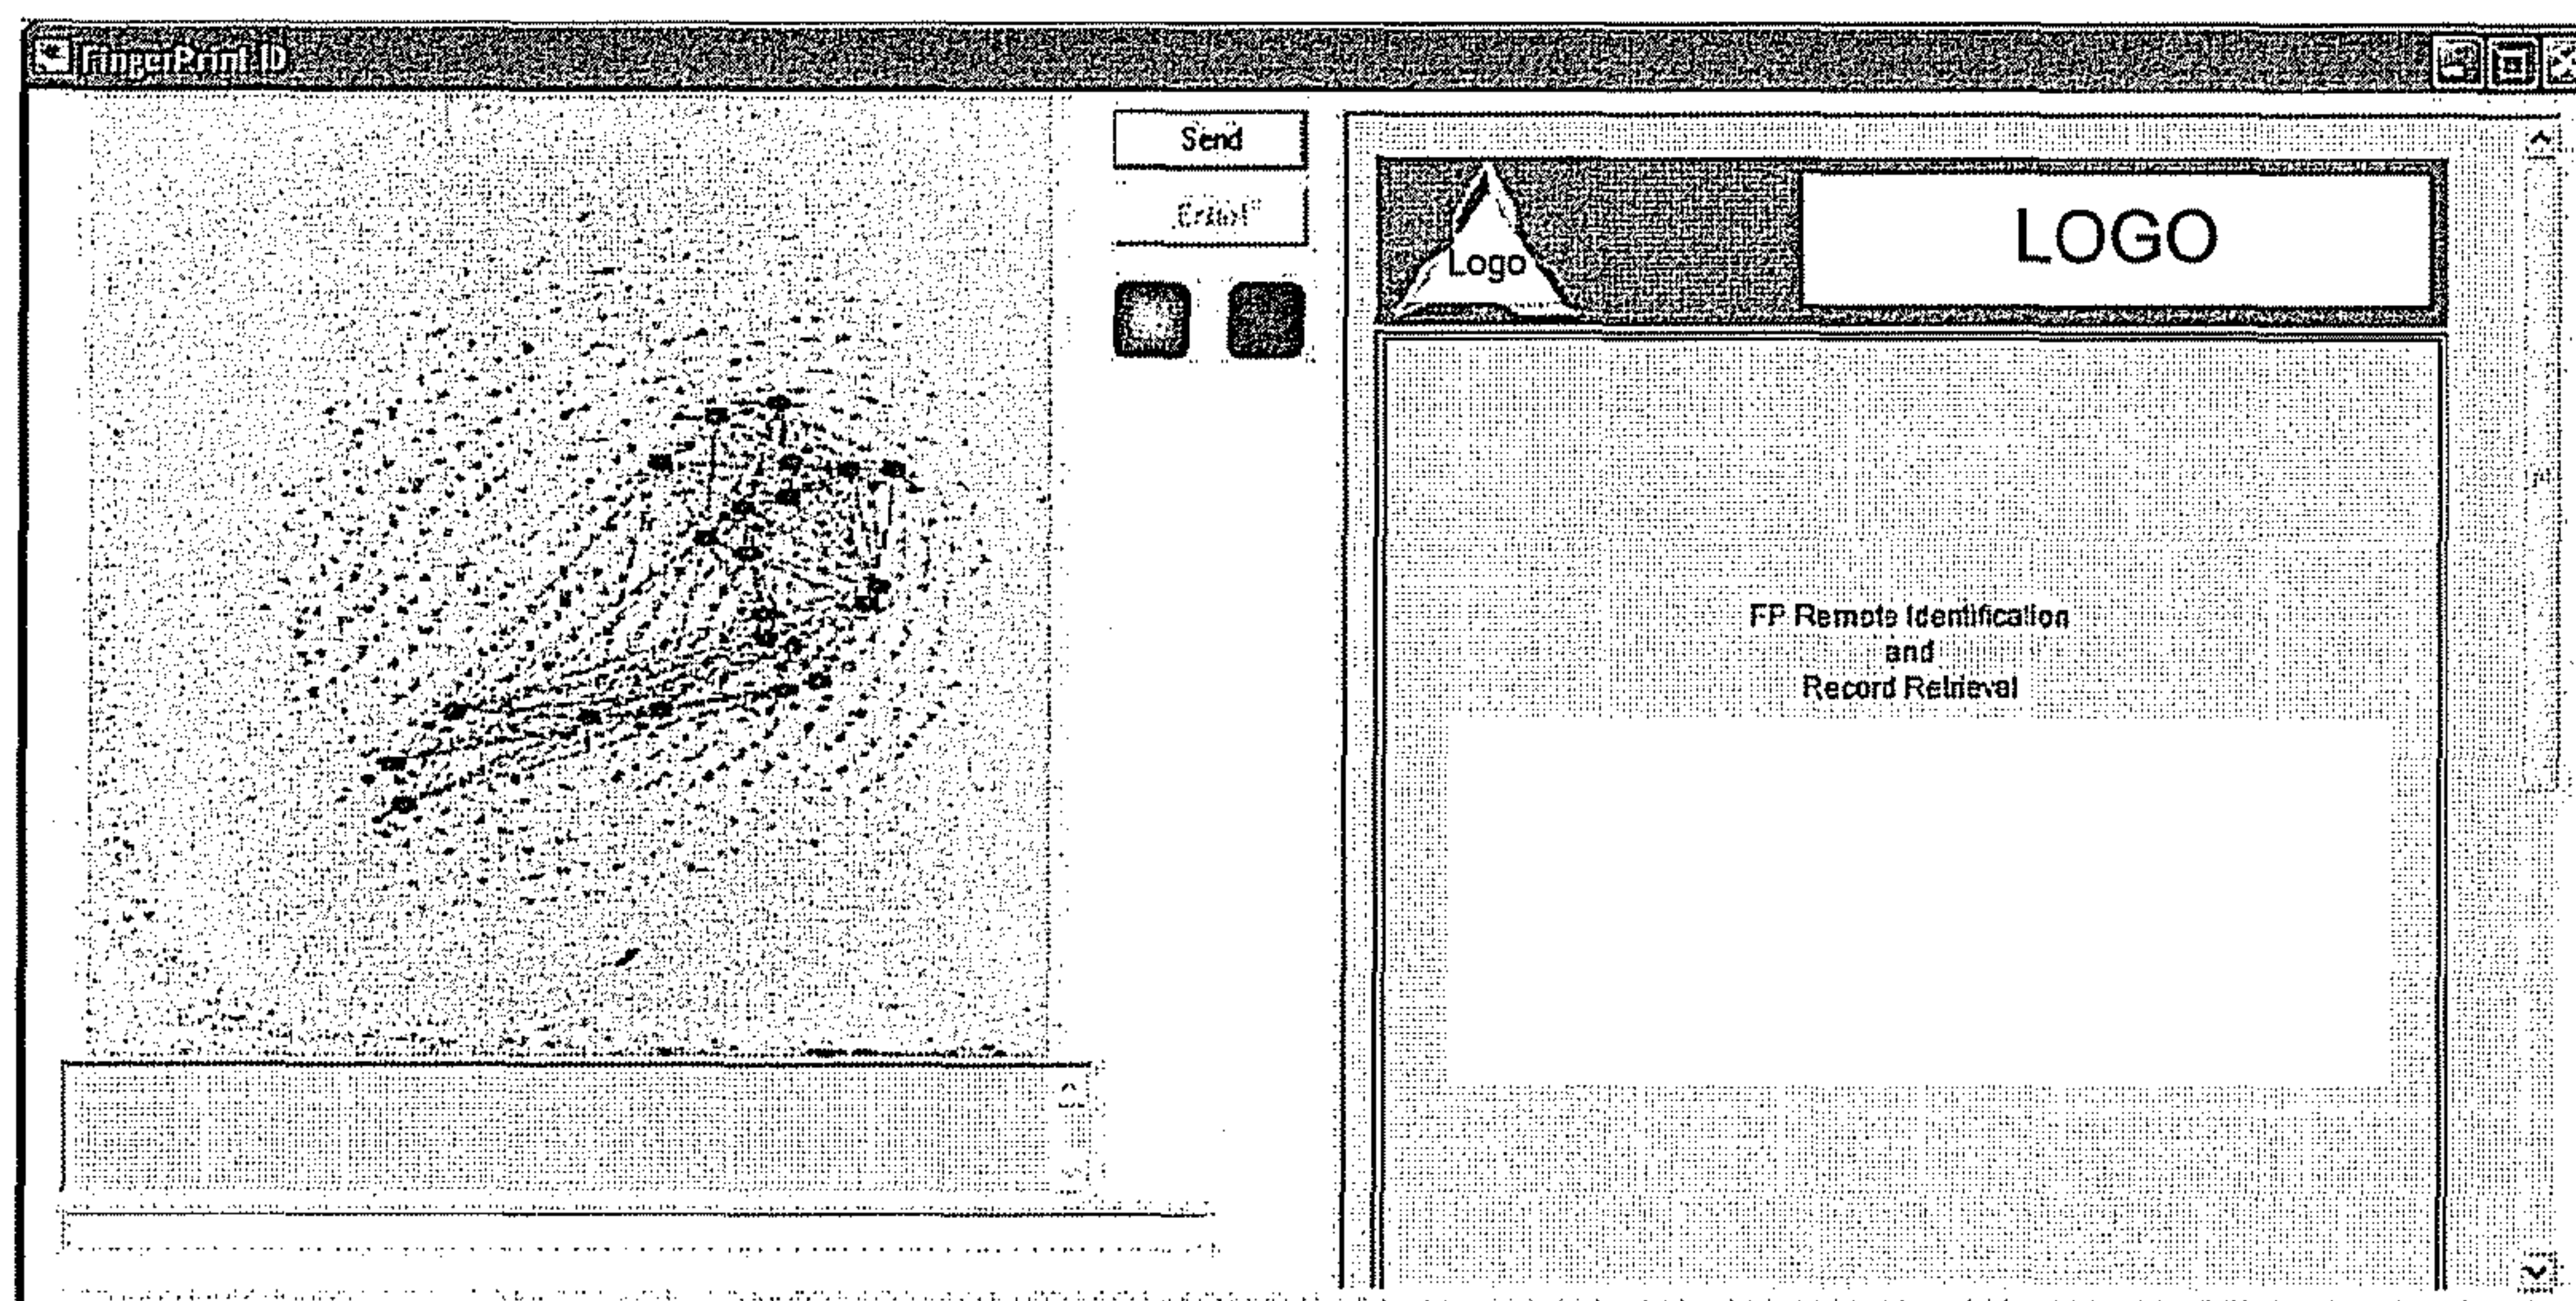 FingerPrint ID
Send
Logo
LOGO
FP Remote Identification
and
Record Retrieval